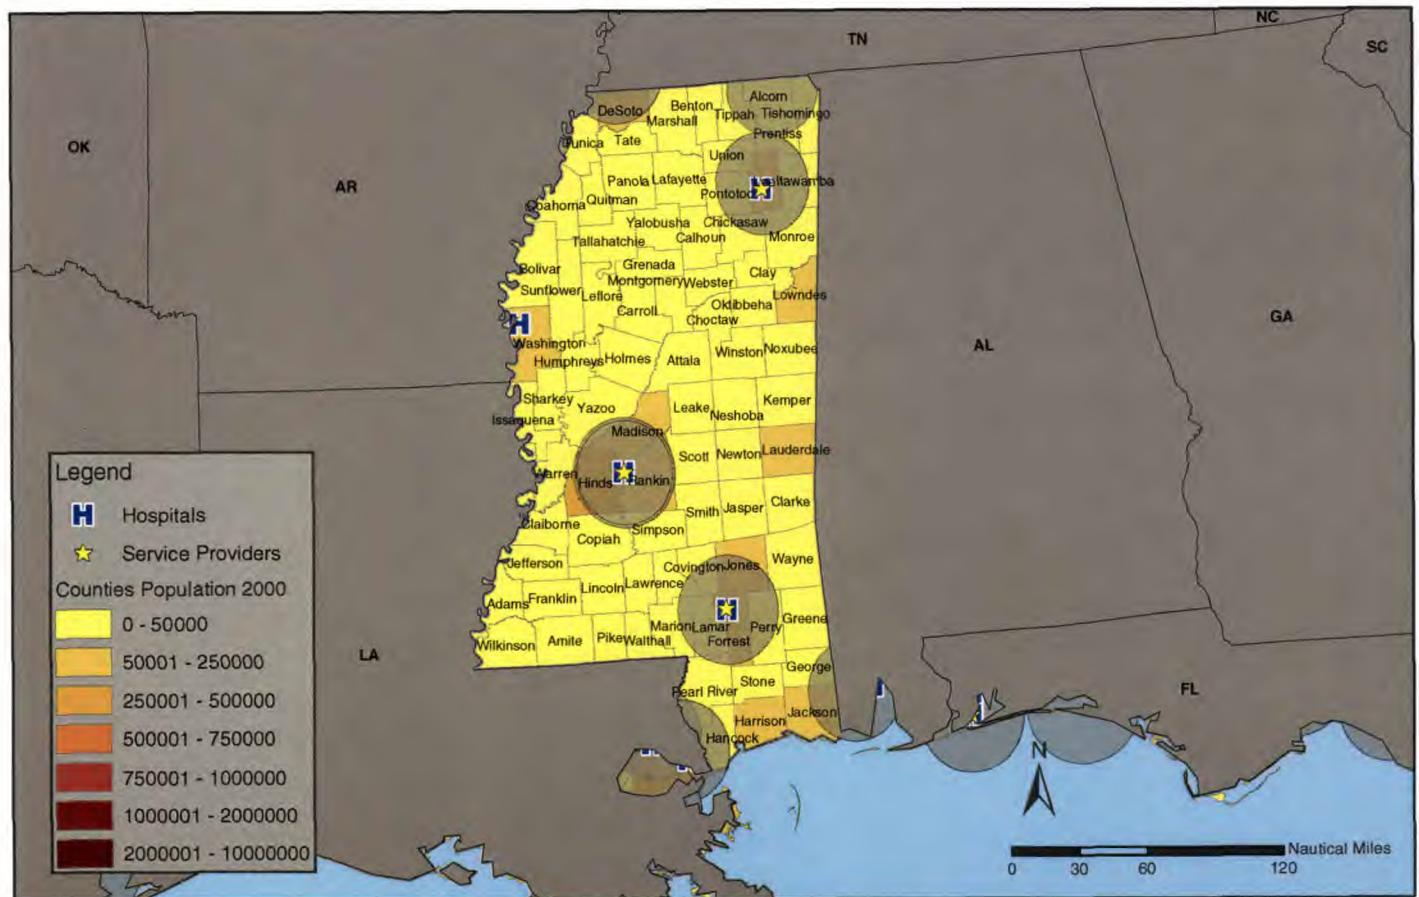 NC
TN
SC
Alcorn
Benton
DeSoto
Tippah Tishomingo
Marshall
Prentiss
Tate
OK
Union
Panola Lafayette
Itawamba
AR
Pontotoc
Quitman
Coahoma
Yalobusha Chickasaw
Calhoun Monroe
Tallahatchie
Grenada
Bolivar
Clay
Montgomery Webster
Sunflower
Leflore
Lowndes
Oktibbeha
Carroll
Choctaw
GA
Washington
AL
Winston Noxubee
Humphreys Holmes Attala
Sharkey
Kemper
Yazoo
Leake
Neshoba
Issaquena
Madison
Lauderdale
Scott Newton
Legend
Warren
Hinds Rankin
Clarke
Smith Jasper
H Hospitals
Claiborne
Simpson
Copiah
Service Providers
Wayne
Jefferson
Covington Jones
Lawrence
Counties Population 2000
Lincoln
Franklin
Adams
0 - 50000
Greene
Marion Lamar Perry
Pike Walthall Forrest
Amite
Wilkinson
LA
50001 - 250000
George
Stone
Pearl River
FL
250001 - 500000
Jackson
Harrison
Hancock
500001 - 750000
N
750001 - 1000000
1000001 - 2000000
2000001 - 10000000
Nautical Miles
0 30 60 120